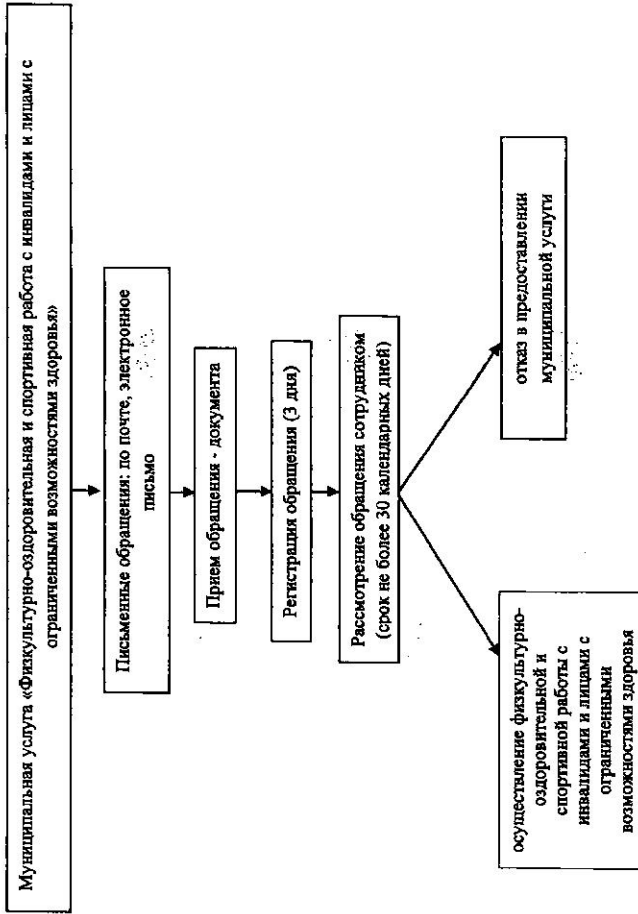 Муниципальная услуга «Физкультурно-оздоровительная и спортивная работа с инвалидами и лицами с
ограниченными возможностями здоровья»
Письменные обращения: по почте, электронное
письмо
Прием обращения - документа
Регистрация обращения (3 дня)
Рассмотрение обращения сотрудником
(срок не более 30 календарных дней)
осуществление физкультурно-
оздоровительной и
спортивной работы с
инвалидами и лицами с
ограниченными
возможностями здоровья
отказ в предоставлении
муниципальной услуги